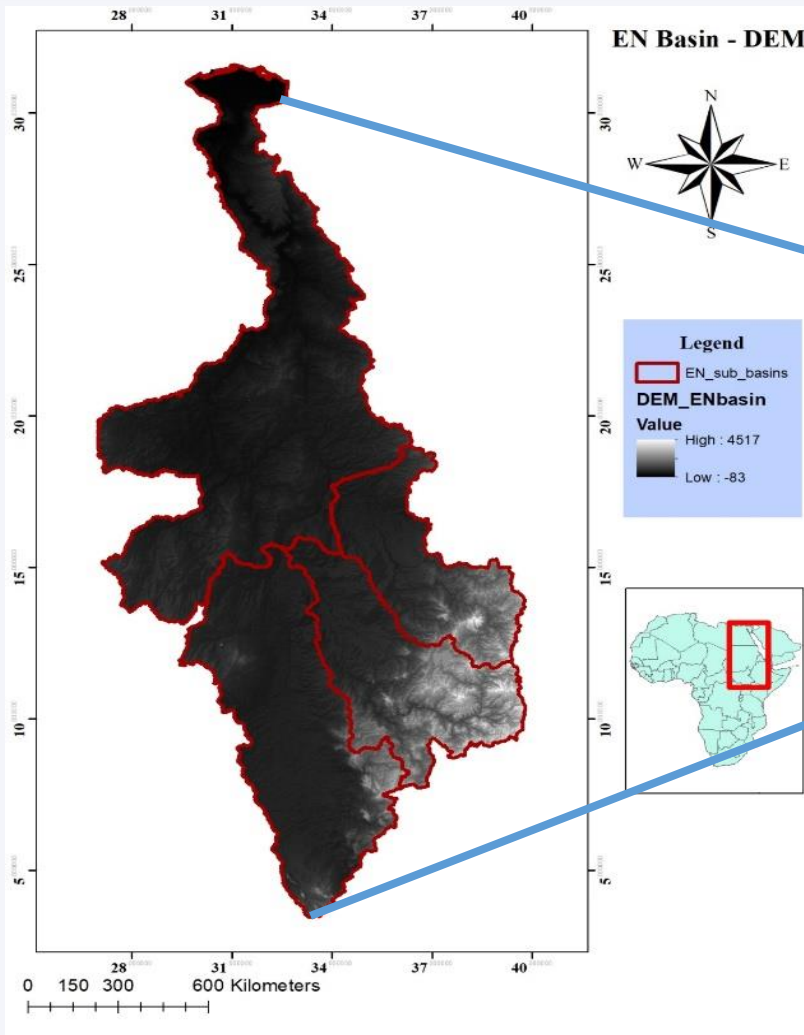 28 31 34 37 40
EN Basin - DEM
N
W E
S
30 30
25 25
20 20
15 15
10 10
5 5
Legend
EN_sub_basins
DEM_ENbasin
Value
High : 4517
Low : -83
28 31 34 37 40
0 150 300 600 Kilometers